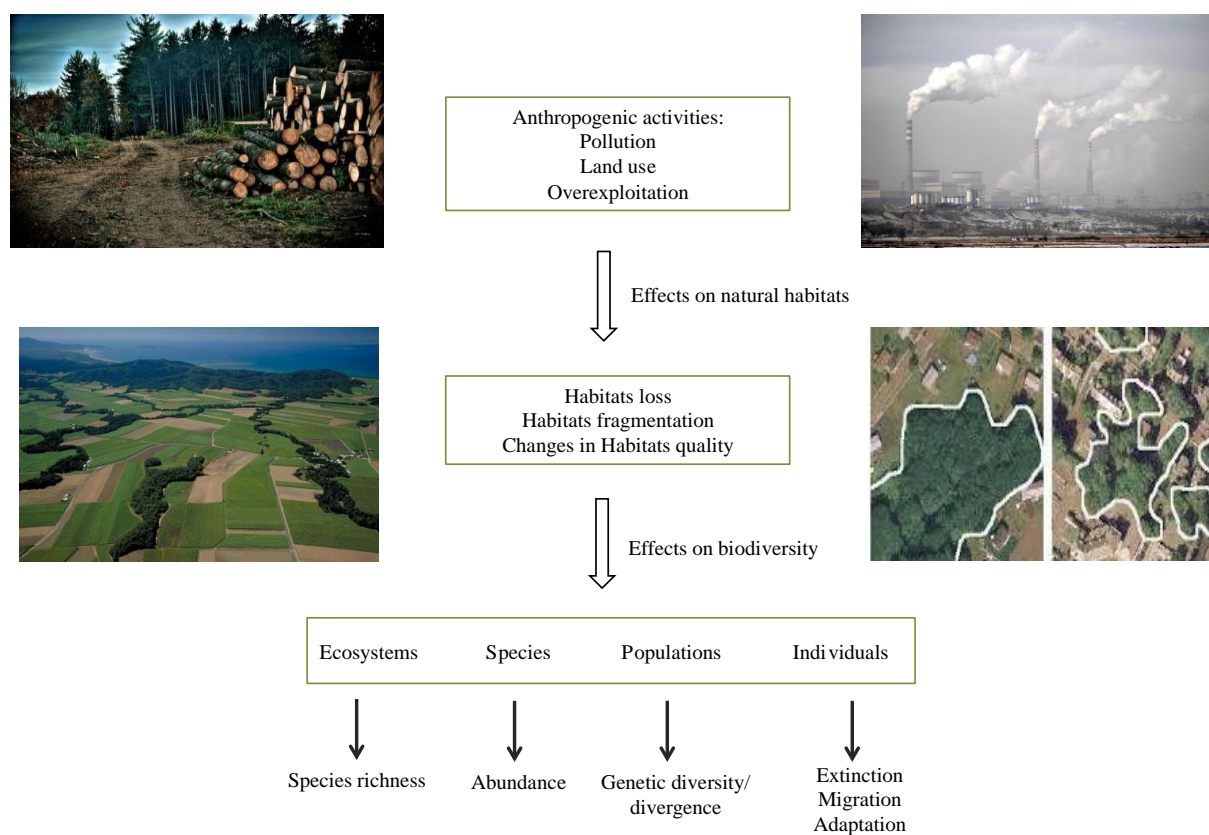 Anthropogenic activities:
Pollution
Land use
Overexploitation
Effects on natural habitats
Habitats loss
Habitats fragmentation
Changes in Habitats quality
Effects on biodiversity
Ecosystems
Species
Populations
Individuals
Species richness
Abundance
Genetic diversity/
divergence
Extinction
Migration
Adaptation